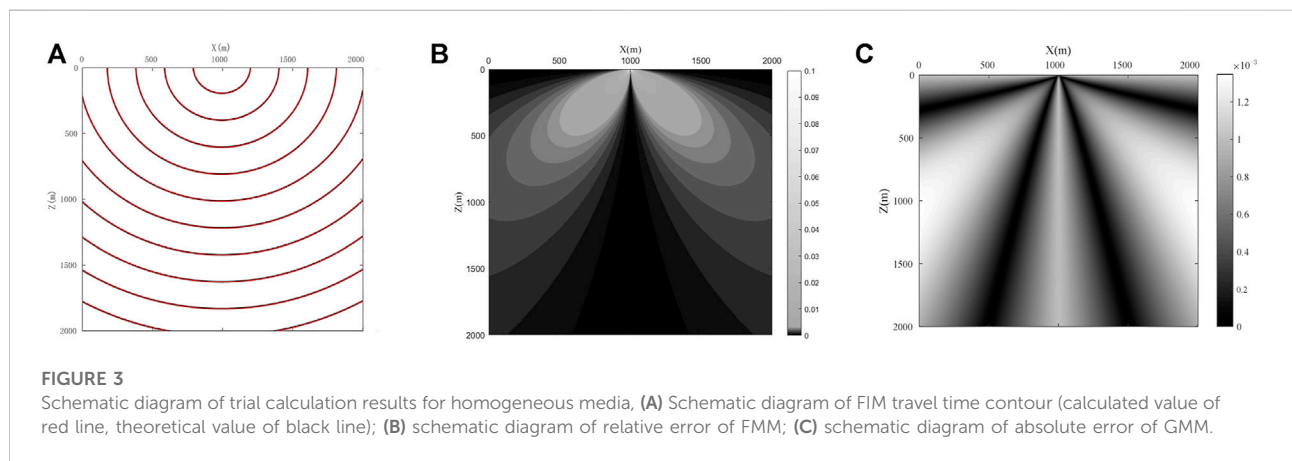 A
X(m)
0 500 1000 1500 2000
Z(m)
500
1000
1500
2000
B
X(m)
500 1000 1500 2000
0
500
Z(m)
1000
1500
2000
0.1
0.09
0.08
0.07
0.06
0.05
0.04
0.03
0.02
0.01
0
C
X(m)
500 1000 1500 2000
0
500
Z(m)
1000
1500
2000
×10⁻³
1.2
1
0.8
0.6
0.4
0.2
0
FIGURE 3
Schematic diagram of trial calculation results for homogeneous media, (A) Schematic diagram of FIM travel time contour (calculated value of
red line, theoretical value of black line); (B) schematic diagram of relative error of FMM; (C) schematic diagram of absolute error of GMM.